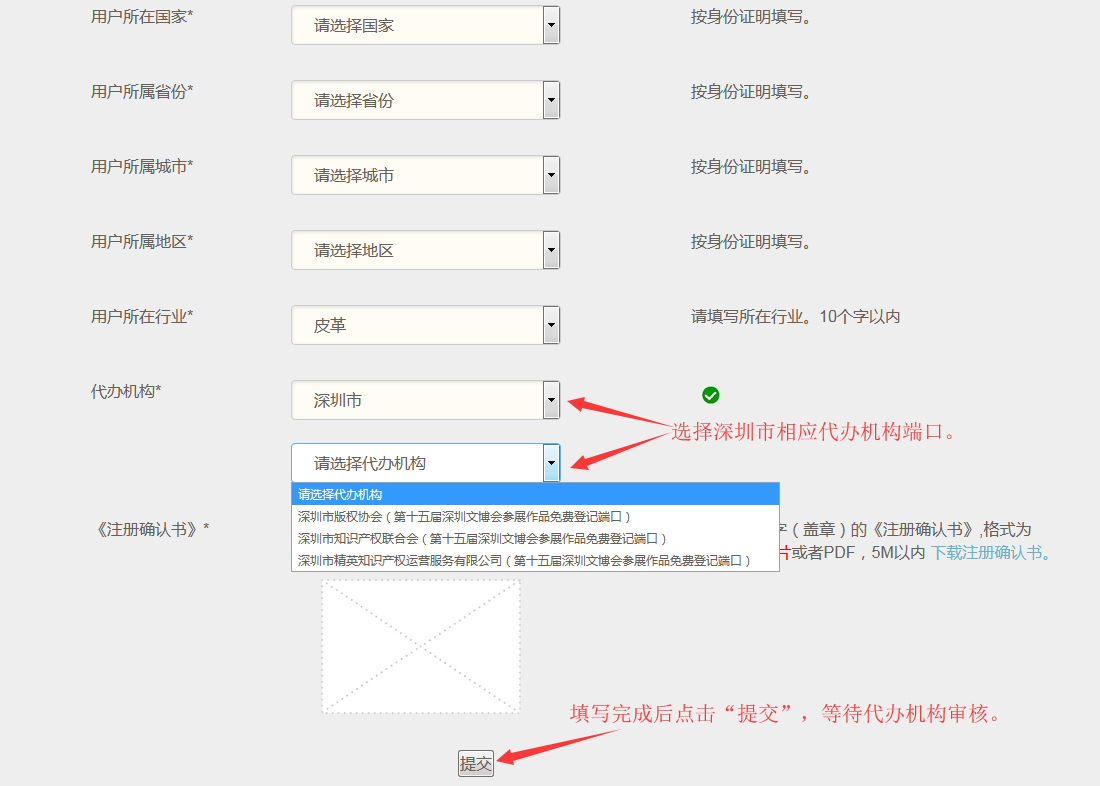 用户所在国家*
请选择国家
按身份证明填写。
用户所属省份*
请选择省份
按身份证明填写。
用户所属城市*
请选择城市
按身份证明填写。
用户所属地区*
请选择地区
按身份证明填写。
用户所在行业*
皮革
请填写所在行业。10个字以内
代办机构*
深圳市
选择深圳市相应代办机构端口。
请选择代办机构
请选择代办机构
深圳市版权协会（第十五届深圳文博会参展作品免费登记端口）
深圳市知识产权联合会（第十五届深圳文博会参展作品免费登记端口）
深圳市精英知识产权运营服务有限公司（第十五届深圳文博会参展作品免费登记端口）
《注册确认书》*
（盖章）的《注册确认书》,格式为
或者PDF，5M以内 下载注册确认书。
填写完成后点击“提交”，等待代办机构审核。
提交